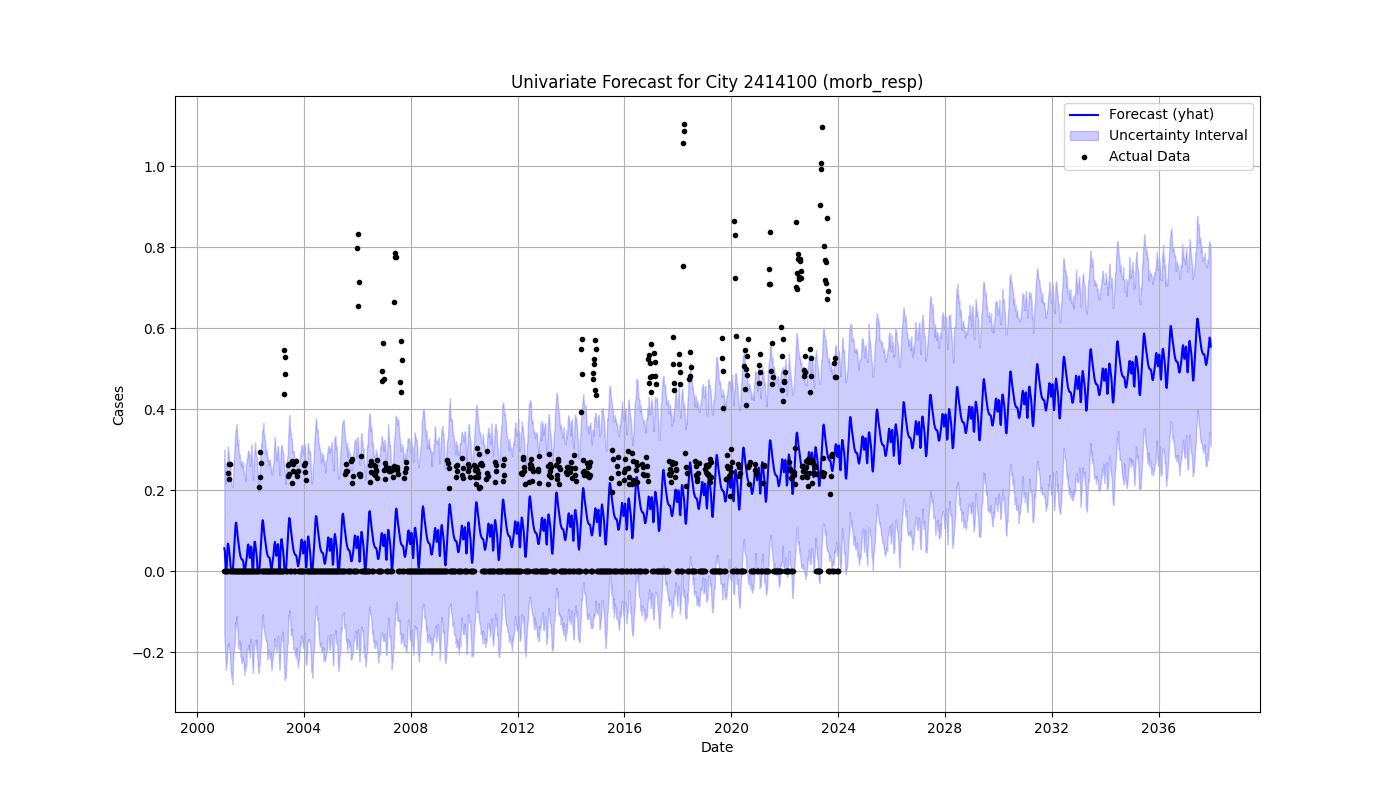 Univariate Forecast for City 2414100 (morb_resp)
Forecast (yhat)
Uncertainty Interval
Actual Data
Cases
1.0
0.8
0.6
0.4
0.2
0.0
−0.2
2000 2004 2008 2012 2016 2020 2024 2028 2032 2036
Date